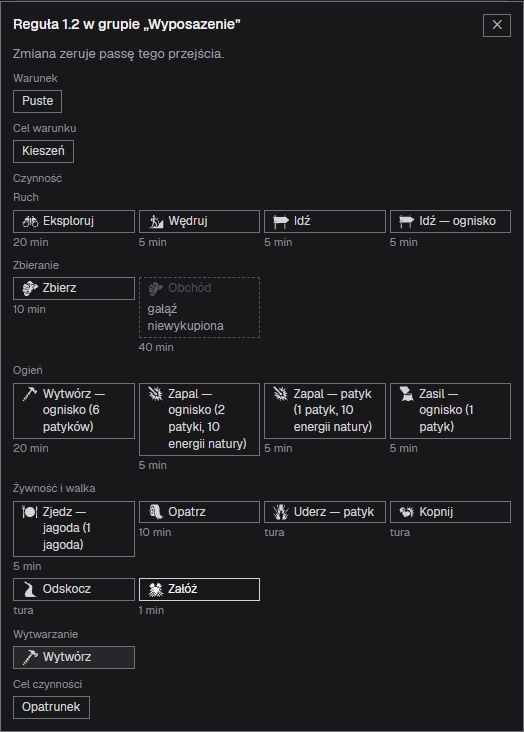 Reguła 1.2 w grupie „Wyposazenie”
Zmiana zeruje passę tego przejścia.
Warunek
Puste
Cel warunku
Kieszeń
Czynność
Ruch
Eksploruj
Wędruj
Idź
Idź — ognisko
20 min
5 min
5 min
5 min
Zbieranie
Zbierz
10 min
Obchód
gałąź
niewykupiona
40 min
Ogień
Wytwórz —
ognisko (6
patyków)
20 min
Zapal —
ognisko (2
patyki, 10
energii natury)
5 min
Zapal — patyk
(1 patyk, 10
energii natury)
5 min
Zasil —
ognisko (1
patyk)
5 min
Żywność i walka
Zjedz —
jagoda (1
jagoda)
5 min
Opatrz
10 min
Uderz — patyk
tura
Kopnij
tura
Odskocz
tura
Załóż
1 min
Wytwarzanie
Wytwórz
Cel czynności
Opatrunek